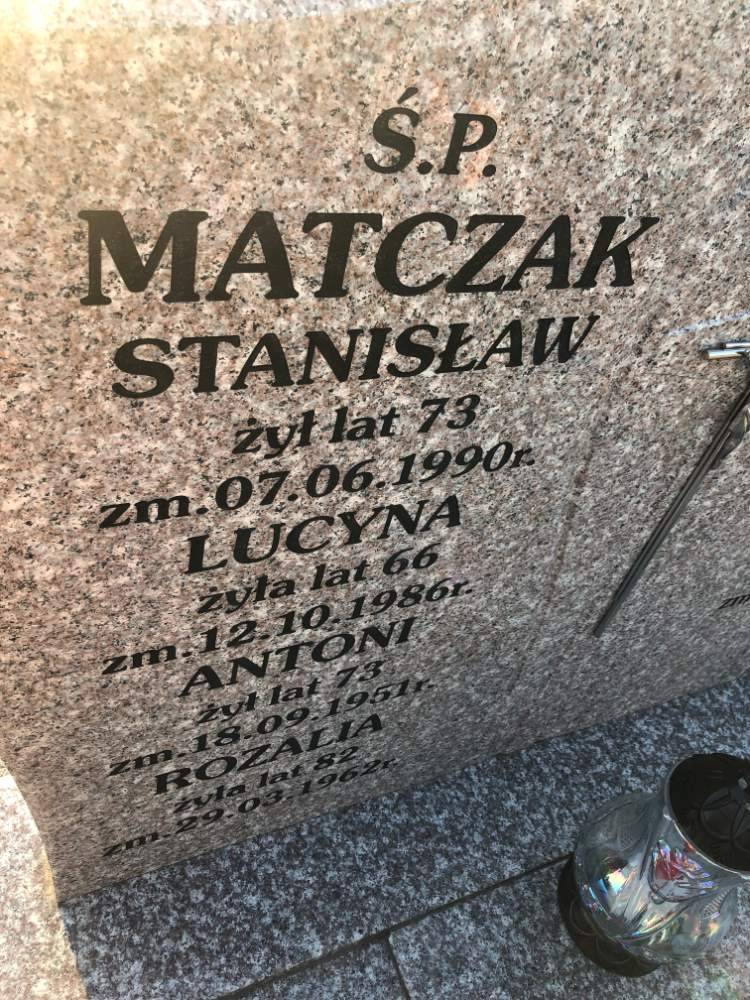 Ś.P.
MATCZAK
STANISŁAW
żył lat 73
zm.07.06.1990r.
LUCYNA
żyła lat 66
zm.12.10.1986r.
ANTONI
żył lat 73
zm.18.09.1951r.
ROZALIA
żyła lat 82
zm.29.03.1962r.
zm